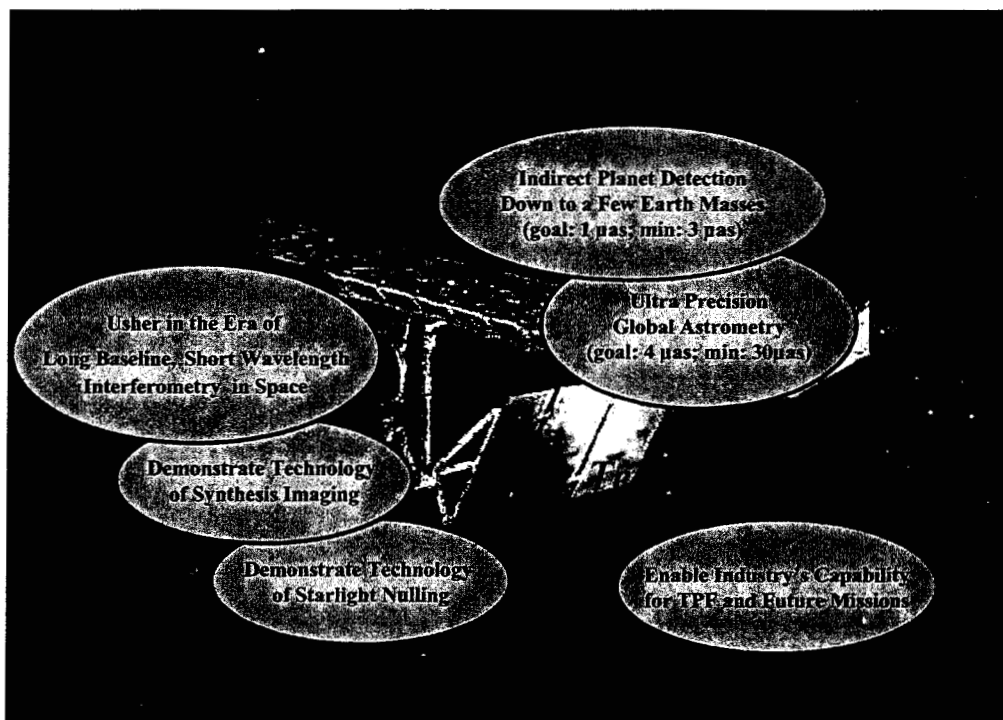 Indirect Planet Detection
Down to a Few Earth Masses
(goal: 1 µas; min: 3 µas)
Ultra Precision
Global Astrometry
(goal: 4 µas; min: 30µas)
Usher in the Era of
Long Baseline, Short Wavelength
Interferometry in Space
Demonstrate Technology
of Synthesis Imaging
Demonstrate Technology
of Starlight Nulling
Enable Industry's Capability
for TPF and Future Missions